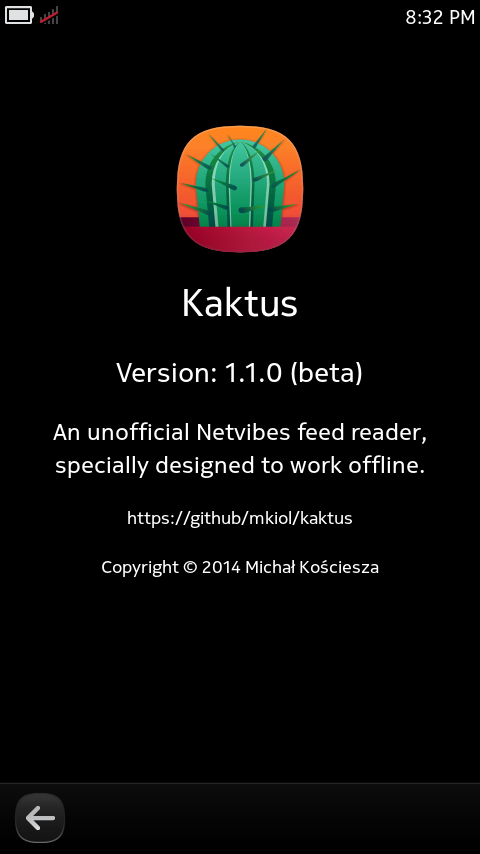 8:32 PM
Kaktus
Version: 1.1.0 (beta)
An unofficial Netvibes feed reader,
specially designed to work offline.
https://github/mkiol/kaktus
Copyright © 2014 Michał Kościesza